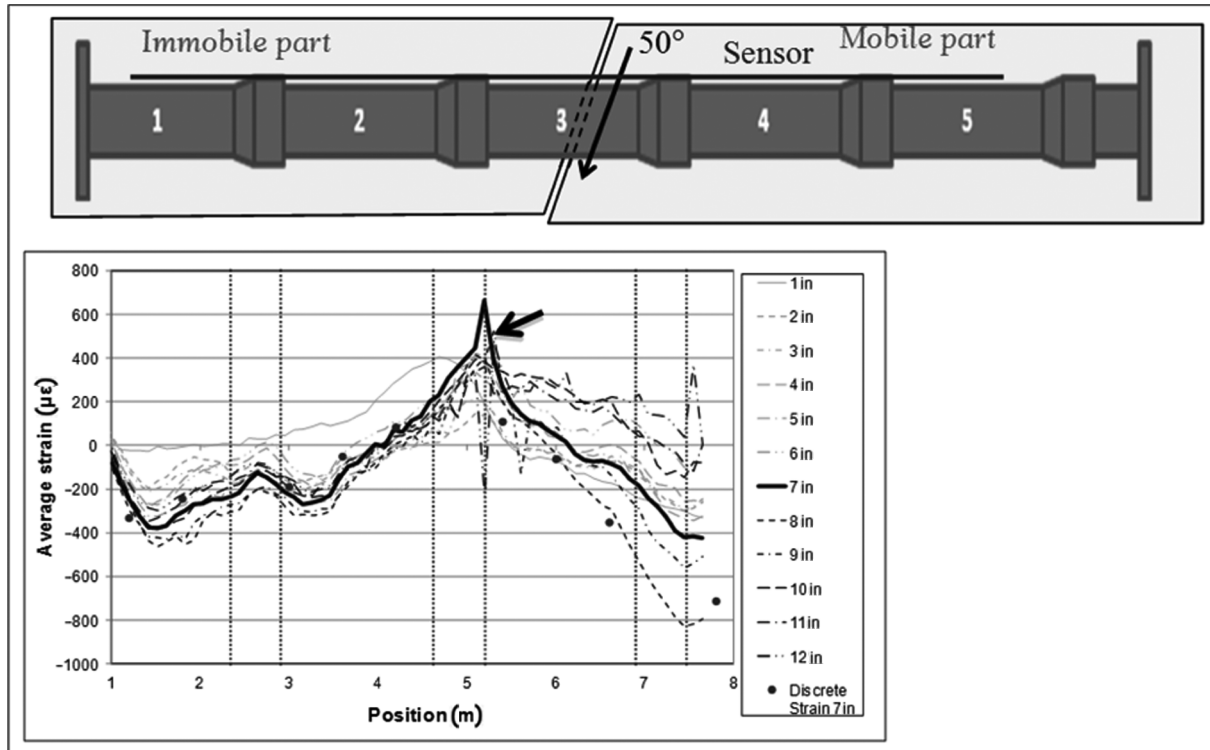 Immobile part
50°
Mobile part
Sensor
1
2
3
4
5
800
600
400
200
0
−200
−400
−600
−800
−1000
Average strain (με)
1
2
3
4
5
6
7
8
Position (m)
1 in
2 in
3 in
4 in
5 in
6 in
7 in
8 in
9 in
10 in
11 in
12 in
Discrete
Strain 7 in